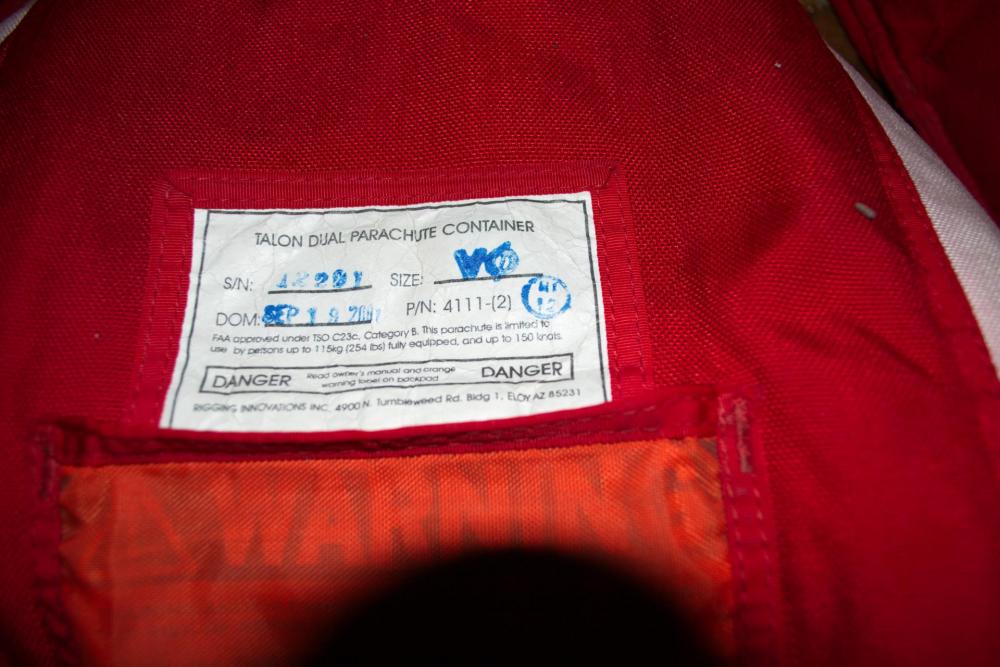 TALON DUAL PARACHUTE CONTAINER
S/N: SIZE:
DOM: SEP 19 2001 P/N: 4111-(2)
FAA approved under TSO C23c, Category B. This parachute is limited to
use by persons up to 115kg (254 lbs) fully equipped, and up to 150 knots.
DANGER Read owner's manual and orange DANGER
warning label on backpad
RIGGING INNOVATIONS INC. 4900 N. Tumbleweed Rd. Bldg 1, ELOY AZ 85231
WARNING